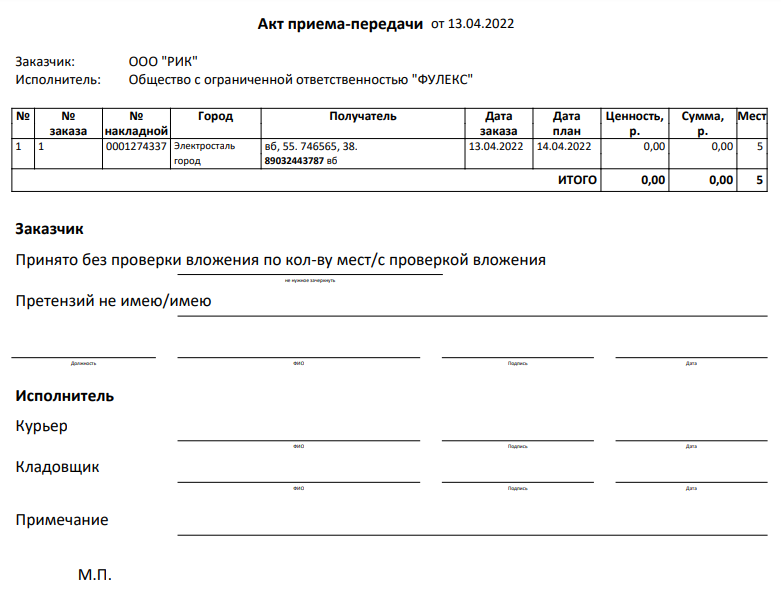 Акт приема-передачи от 13.04.2022
Заказчик: ООО "РИК"
Исполнитель: Общество с ограниченной ответственностью "ФУЛЕКС"
№ № заказа № накладной Город Получатель Дата заказа Дата план Ценность, р. Сумма, р. Мест
1 1 0001274337 Электросталь вб, 55. 746565, 38. 13.04.2022 14.04.2022 0,00 0,00 5
город 89032443787 вб
ИТОГО 0,00 0,00 5
Заказчик
Принято без проверки вложения по кол-ву мест/с проверкой вложения
не нужное зачеркнуть
Претензий не имею/имею
Должность ФИО Подпись Дата
Исполнитель
Курьер
ФИО Подпись Дата
Кладовщик
ФИО Подпись Дата
Примечание
М.П.